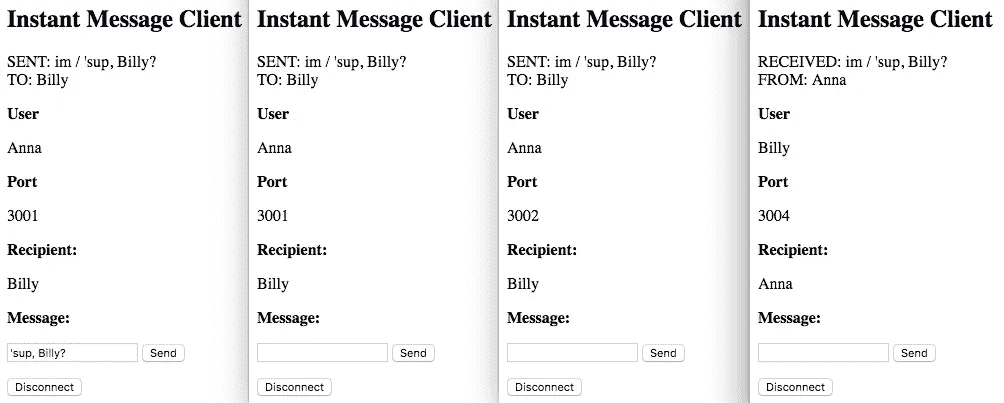 Instant Message Client
SENT: im / 'sup, Billy?
TO: Billy
User
Anna
Port
3001
Recipient:
Billy
Message:
'sup, Billy? Send
Disconnect
Instant Message Client
SENT: im / 'sup, Billy?
TO: Billy
User
Anna
Port
3001
Recipient:
Billy
Message:
Send
Disconnect
Instant Message Client
SENT: im / 'sup, Billy?
TO: Billy
User
Anna
Port
3002
Recipient:
Billy
Message:
Send
Disconnect
Instant Message Client
RECEIVED: im / 'sup, Billy?
FROM: Anna
User
Billy
Port
3004
Recipient:
Anna
Message:
Send
Disconnect